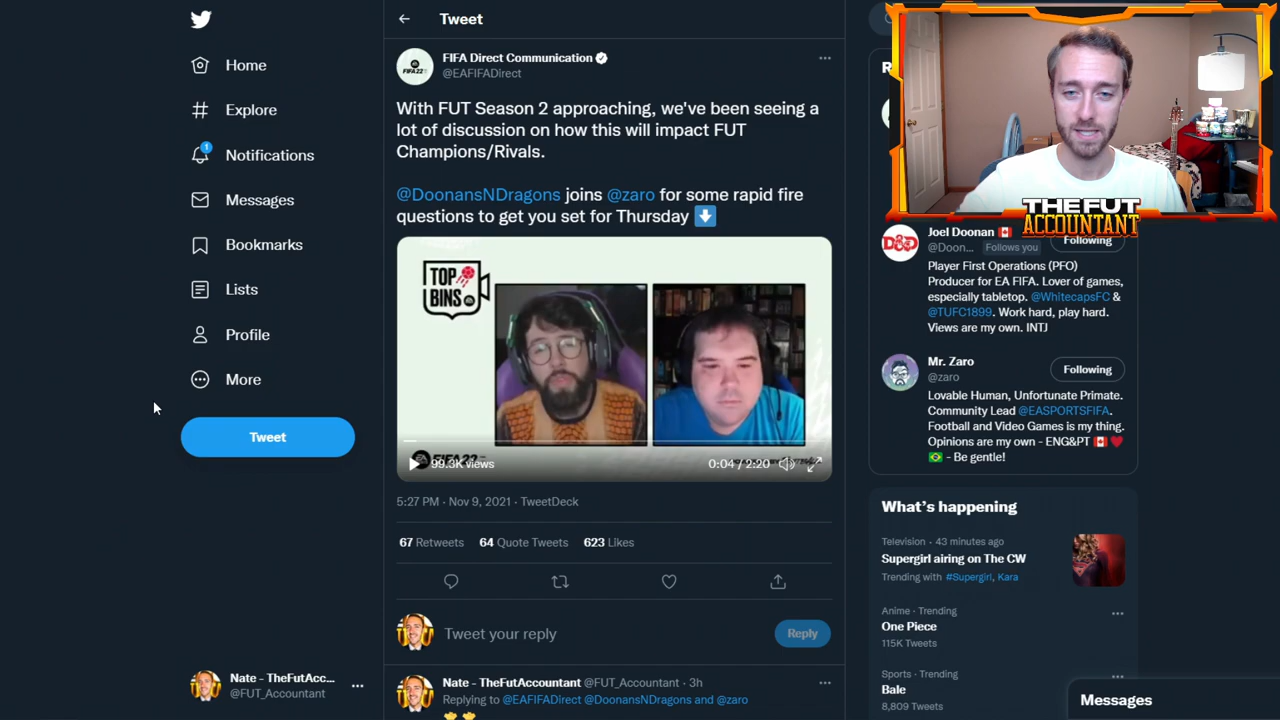 Home
Explore
1
Notifications
Messages
Bookmarks
Lists
Profile
More
Tweet
Nate - TheFutAcc...
@FUT_Accountant
Tweet
FIFA 22
FIFA Direct Communication
@EAFIFADirect
With FUT Season 2 approaching, we've been seeing a
lot of discussion on how this will impact FUT
Champions/Rivals.
@DoonansNDragons joins @zaro for some rapid fire
questions to get you set for Thursday
TOP
BINS
FIFA 22
99.3K views
0:04 / 2:20
5:27 PM · Nov 9, 2021 · TweetDeck
67 Retweets 64 Quote Tweets 623 Likes
Tweet your reply
Reply
Nate - TheFutAccountant @FUT_Accountant · 3h
Replying to @EAFIFADirect @DoonansNDragons and @zaro
R
THE FUT
ACCOUNTANT
D&D
Joel Doonan
Following
@Doon... Follows you
Player First Operations (PFO)
Producer for EA FIFA. Lover of games,
especially tabletop. @WhitecapsFC &
@TUFC1899. Work hard, play hard.
Views are my own. INTJ
Mr. Zaro
@zaro
Following
Lovable Human, Unfortunate Primate.
Community Lead @EASPORTSFIFA.
Football and Video Games is my thing.
Opinions are my own - ENG&PT
- Be gentle!
What's happening
Television · 43 minutes ago
Supergirl airing on The CW
Trending with #Supergirl, Kara
Anime · Trending
One Piece
115K Tweets
Sports · Trending
Bale
8,809 Tweets
Messages